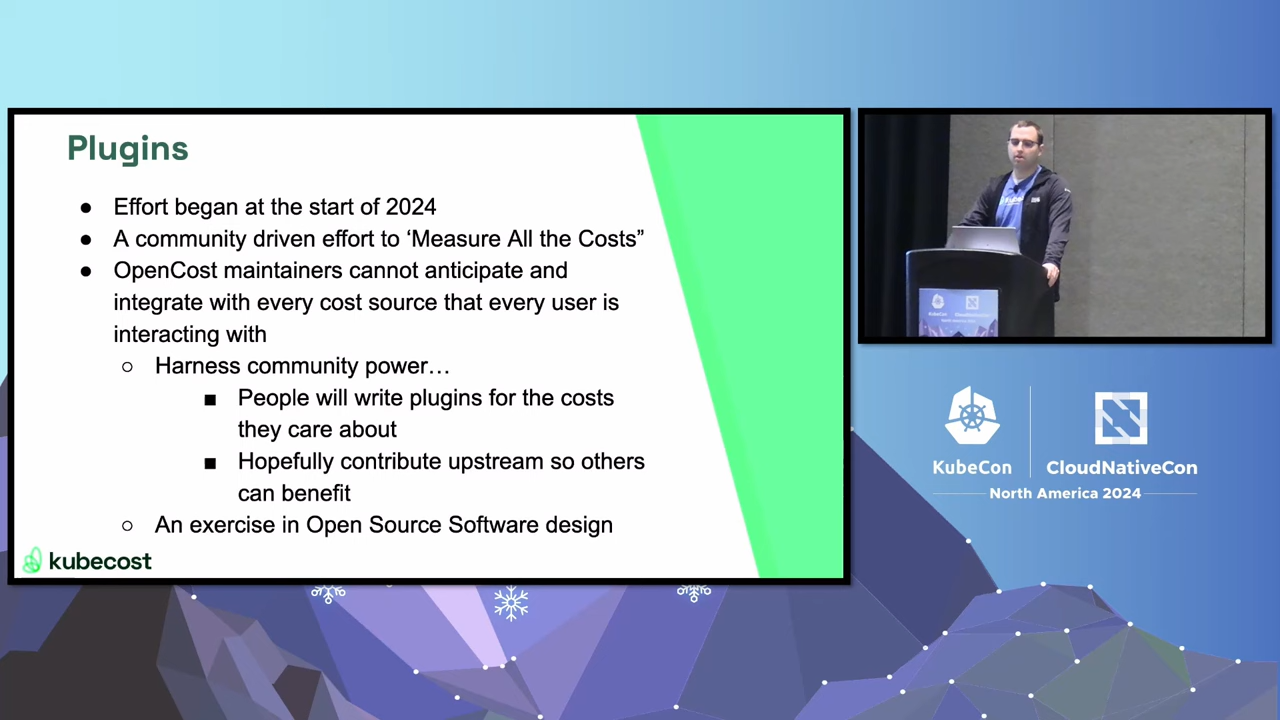 Plugins
● Effort began at the start of 2024
● A community driven effort to ‘Measure All the Costs”
● OpenCost maintainers cannot anticipate and
integrate with every cost source that every user is
interacting with
○ Harness community power…
■ People will write plugins for the costs
they care about
■ Hopefully contribute upstream so others
can benefit
○ An exercise in Open Source Software design
kubecost
KubeCon
CloudNativeCon
North America 2024